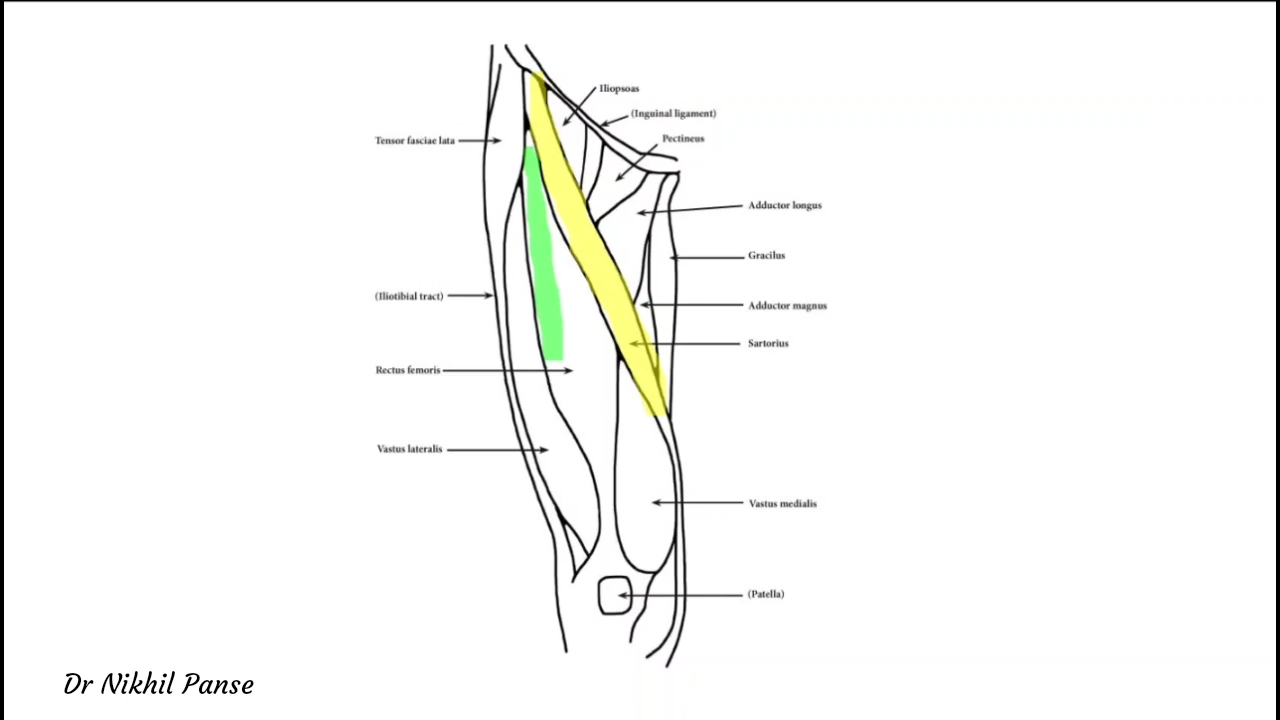 Iliopsoas
(Inguinal ligament)
Pectineus
Tensor fasciae lata
Adductor longus
Gracilus
(Iliotibial tract)
Adductor magnus
Sartorius
Rectus femoris
Vastus lateralis
Vastus medialis
(Patella)
Dr Nikhil Panse